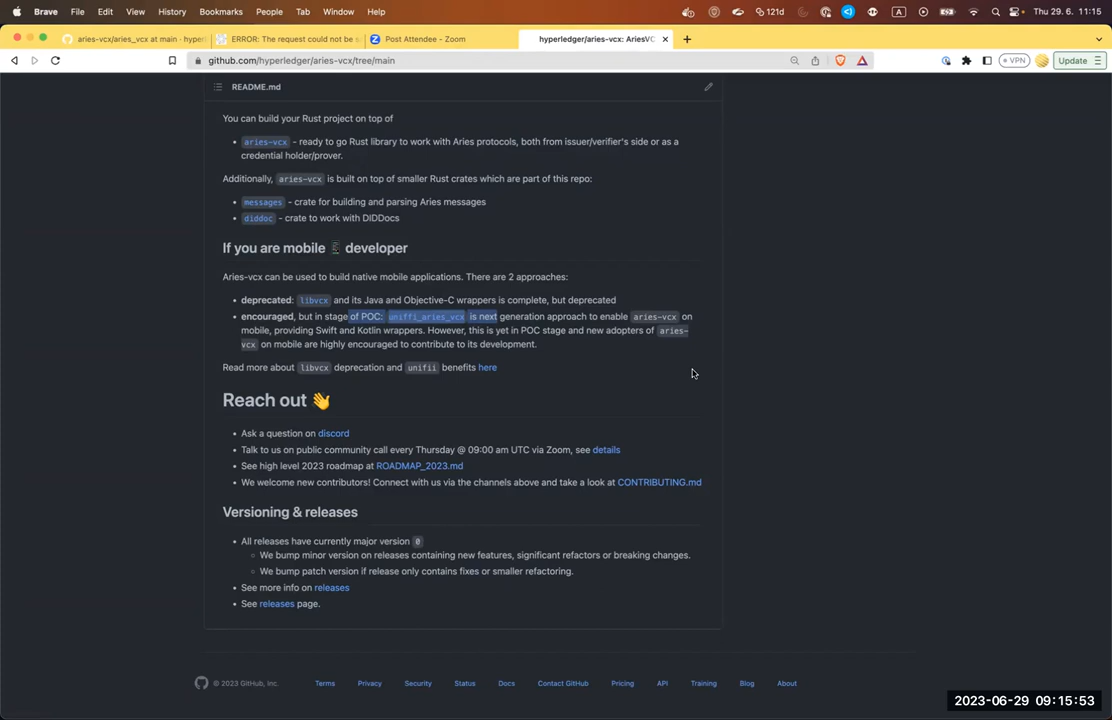 Brave File Edit View History Bookmarks People Tab Window Help 121d A Thu 29. 6. 11:15
aries-vcx/aries_vcx at main · hyperl ERROR: The request could not be s Post Attendee - Zoom hyperledger/aries-vcx: AriesVC
github.com/hyperledger/aries-vcx/tree/main VPN Update
README.md
You can build your Rust project on top of
aries-vcx - ready to go Rust library to work with Aries protocols, both from issuer/verifier's side or as a
credential holder/prover.
Additionally, aries-vcx is built on top of smaller Rust crates which are part of this repo:
messages - crate for building and parsing Aries messages
diddoc - crate to work with DIDDocs
If you are mobile 📱 developer
Aries-vcx can be used to build native mobile applications. There are 2 approaches:
deprecated: libvcx and its Java and Objective-C wrappers is complete, but deprecated
encouraged, but in stage of POC: uniffi_aries_vcx is next generation approach to enable aries-vcx on
mobile, providing Swift and Kotlin wrappers. However, this is yet in POC stage and new adopters of aries-
vcx on mobile are highly encouraged to contribute to its development.
Read more about libvcx deprecation and unifii benefits here
Reach out 👋
Ask a question on discord
Talk to us on public community call every Thursday @ 09:00 am UTC via Zoom, see details
See high level 2023 roadmap at ROADMAP_2023.md
We welcome new contributors! Connect with us via the channels above and take a look at CONTRIBUTING.md
Versioning & releases
All releases have currently major version 0
We bump minor version on releases containing new features, significant refactors or breaking changes.
We bump patch version if release only contains fixes or smaller refactoring.
See more info on releases
See releases page.
© 2023 GitHub, Inc. Terms Privacy Security Status Docs Contact GitHub Pricing API Training Blog About
2023-06-29 09:15:53